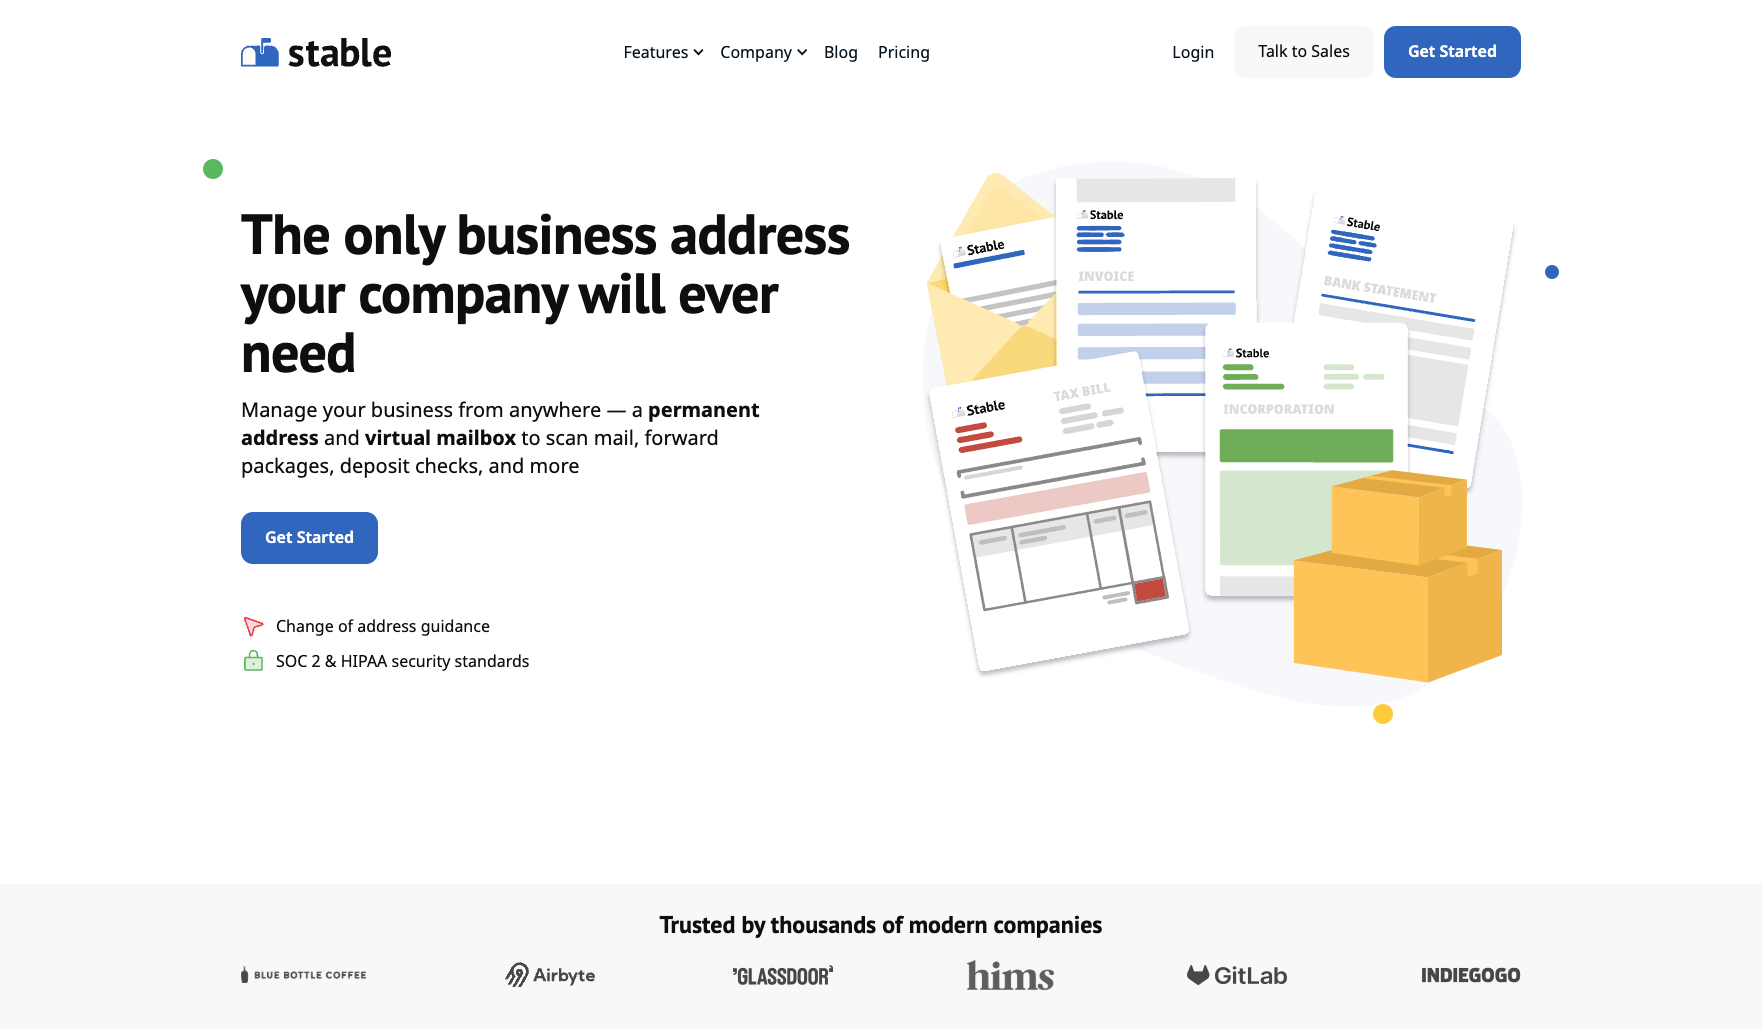 stable
Features Company Blog Pricing
Login Talk to Sales Get Started
The only business address
your company will ever
need
Manage your business from anywhere — a permanent
address and virtual mailbox to scan mail, forward
packages, deposit checks, and more
Get Started
Change of address guidance
SOC 2 & HIPAA security standards
Stable
Stable
INVOICE
Stable
BANK STATEMENT
Stable
TAX BILL
Stable
INCORPORATION
Trusted by thousands of modern companies
BLUE BOTTLE COFFEE
Airbyte
GLASSDOOR
hims
GitLab
INDIEGOGO